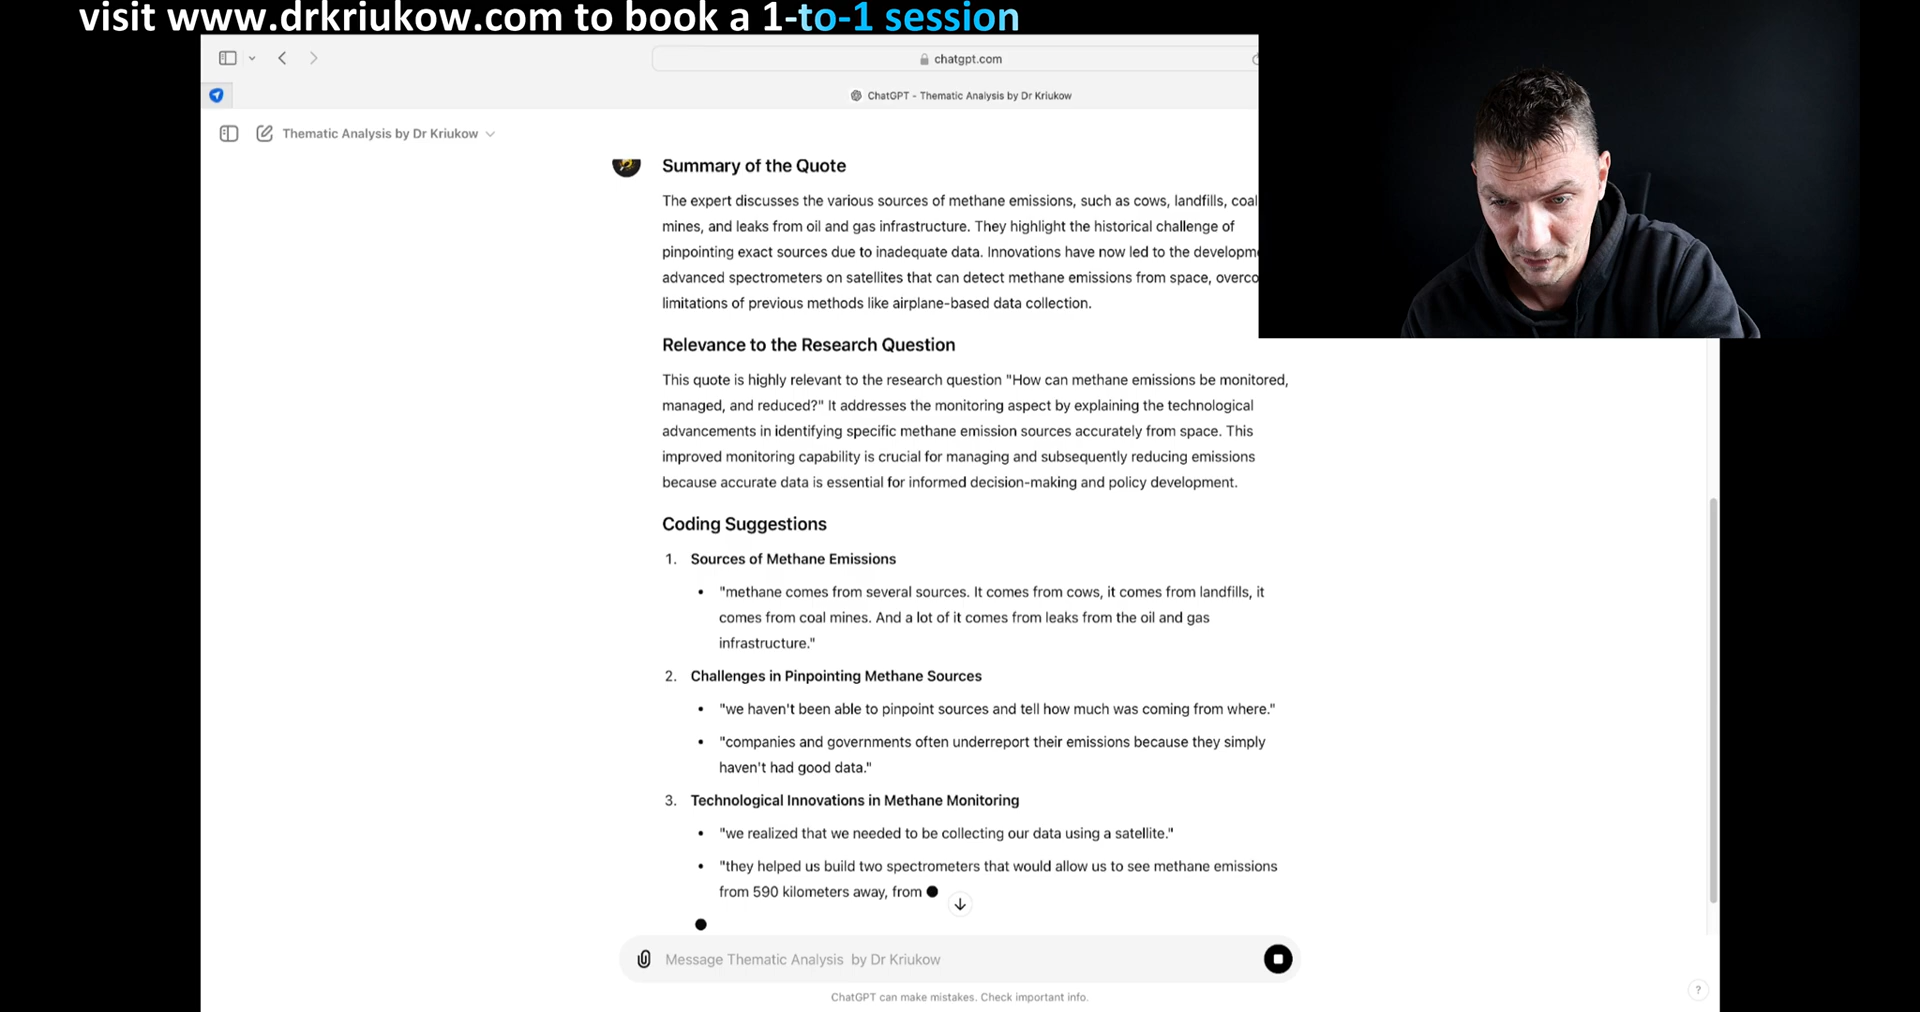 visit www.drkriukow.com to book a 1-to-1 session
chatgpt.com
ChatGPT - Thematic Analysis by Dr Kriukow
Thematic Analysis by Dr Kriukow
Summary of the Quote
The expert discusses the various sources of methane emissions, such as cows, landfills, coal
mines, and leaks from oil and gas infrastructure. They highlight the historical challenge of
pinpointing exact sources due to inadequate data. Innovations have now led to the developm
advanced spectrometers on satellites that can detect methane emissions from space, overco
limitations of previous methods like airplane-based data collection.
Relevance to the Research Question
This quote is highly relevant to the research question "How can methane emissions be monitored,
managed, and reduced?" It addresses the monitoring aspect by explaining the technological
advancements in identifying specific methane emission sources accurately from space. This
improved monitoring capability is crucial for managing and subsequently reducing emissions
because accurate data is essential for informed decision-making and policy development.
Coding Suggestions
1. Sources of Methane Emissions
• "methane comes from several sources. It comes from cows, it comes from landfills, it
comes from coal mines. And a lot of it comes from leaks from the oil and gas
infrastructure."
2. Challenges in Pinpointing Methane Sources
• "we haven't been able to pinpoint sources and tell how much was coming from where."
• "companies and governments often underreport their emissions because they simply
haven't had good data."
3. Technological Innovations in Methane Monitoring
• "we realized that we needed to be collecting our data using a satellite."
• "they helped us build two spectrometers that would allow us to see methane emissions
from 590 kilometers away, from
Message Thematic Analysis by Dr Kriukow
ChatGPT can make mistakes. Check important info.
?